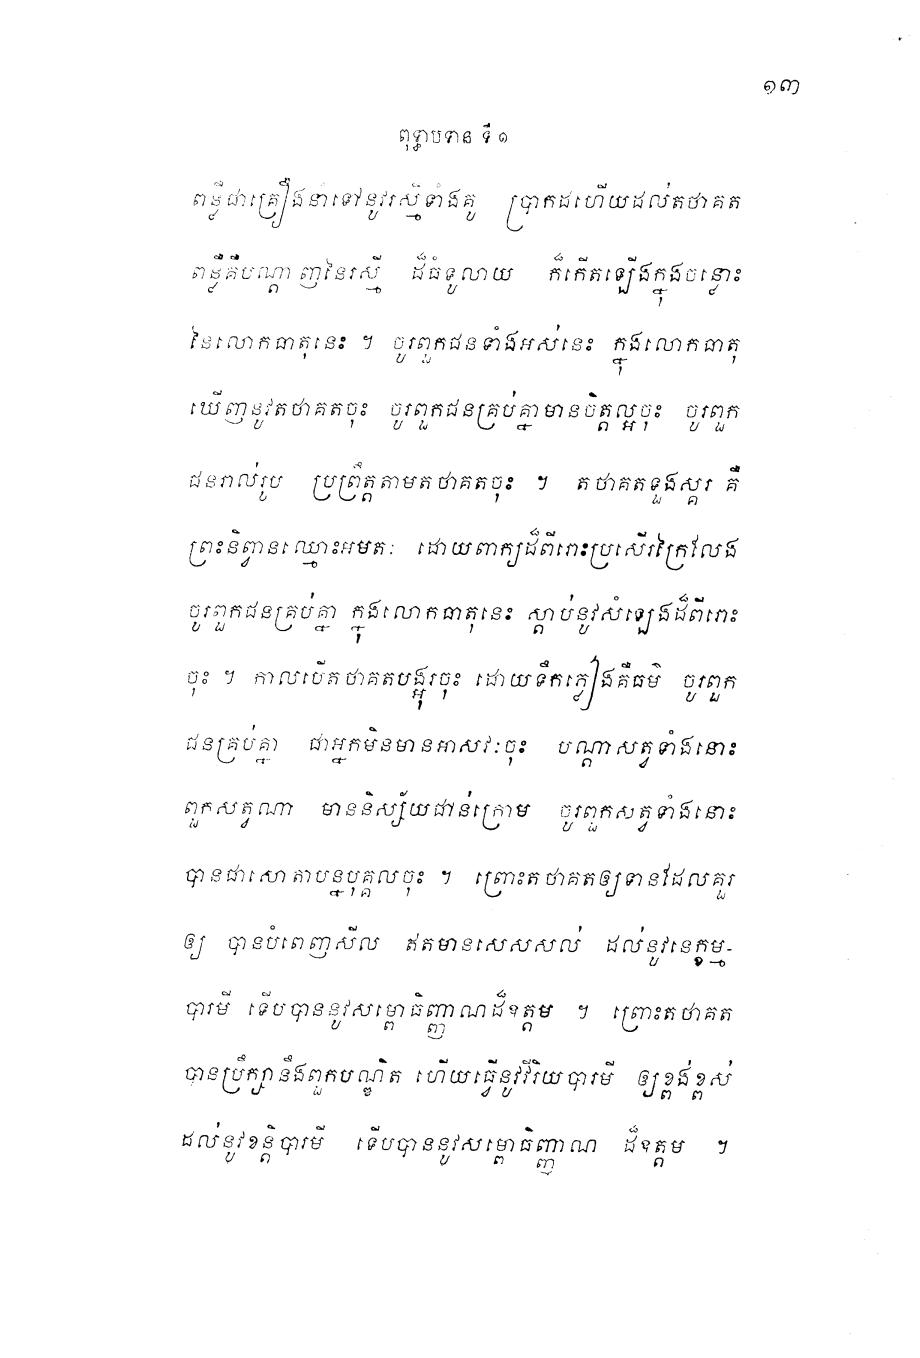 ១៣
ពុទ្ធាបទាន ទី ១
ពន្លឺជាគ្រឿងនាំទៅនូវរស្មីទាំងគូ ប្រាកដហើយដល់តថាគត
ពន្លឺគឺបណ្តាញនៃរស្មី ដ៏ធំទូលាយ ក៏កើតឡើងក្នុងចន្លោះ
នៃលោកធាតុនេះ ។ ចូរពួកជនទាំងអស់នេះ ក្នុងលោកធាតុ
ឃើញនូវតថាគតចុះ ចូរពួកជនគ្រប់គ្នាមានចិត្តល្អចុះ ចូរពួក
ជនរាល់រូប ប្រព្រឹត្តតាមតថាគតចុះ ។ តថាគតទួងស្គរ គឺ
ព្រះនិព្វានឈ្មោះអមតៈ ដោយពាក្យដ៏ពីរោះប្រសើរក្រៃលែង
ចូរពួកជនគ្រប់គ្នា ក្នុងលោកធាតុនេះ ស្តាប់នូវសំឡេងដ៏ពីរោះ
ចុះ ។ កាលបើតថាគតបង្អុរចុះ ដោយទឹកភ្លៀងគឺធម៌ ចូរពួក
ជនគ្រប់គ្នា ជាអ្នកមិនមានអាសវៈចុះ បណ្តាសត្វទាំងនោះ
ពួកសត្វណា មាននិស្ស័យជាន់ក្រោម ចូរពួកសត្វទាំងនោះ
បានជាសោតាបន្នបុគ្គលចុះ ។ ព្រោះតថាគតឲ្យទានដែលគួរ
ឲ្យ បានបំពេញសីល ឥតមានសេសសល់ ដល់នូវនេក្ខម្ម-
បារមី ទើបបាននូវសម្ពោធិញ្ញាណដ៏ឧត្តម ។ ព្រោះតថាគត
បានប្រឹក្សានឹងពួកបណ្ឌិត ហើយធ្វើនូវវីរិយបារមី ឲ្យខ្ពង់ខ្ពស់
ដល់នូវខន្តិបារមី ទើបបាននូវសម្ពោធិញ្ញាណ ដ៏ឧត្តម ។